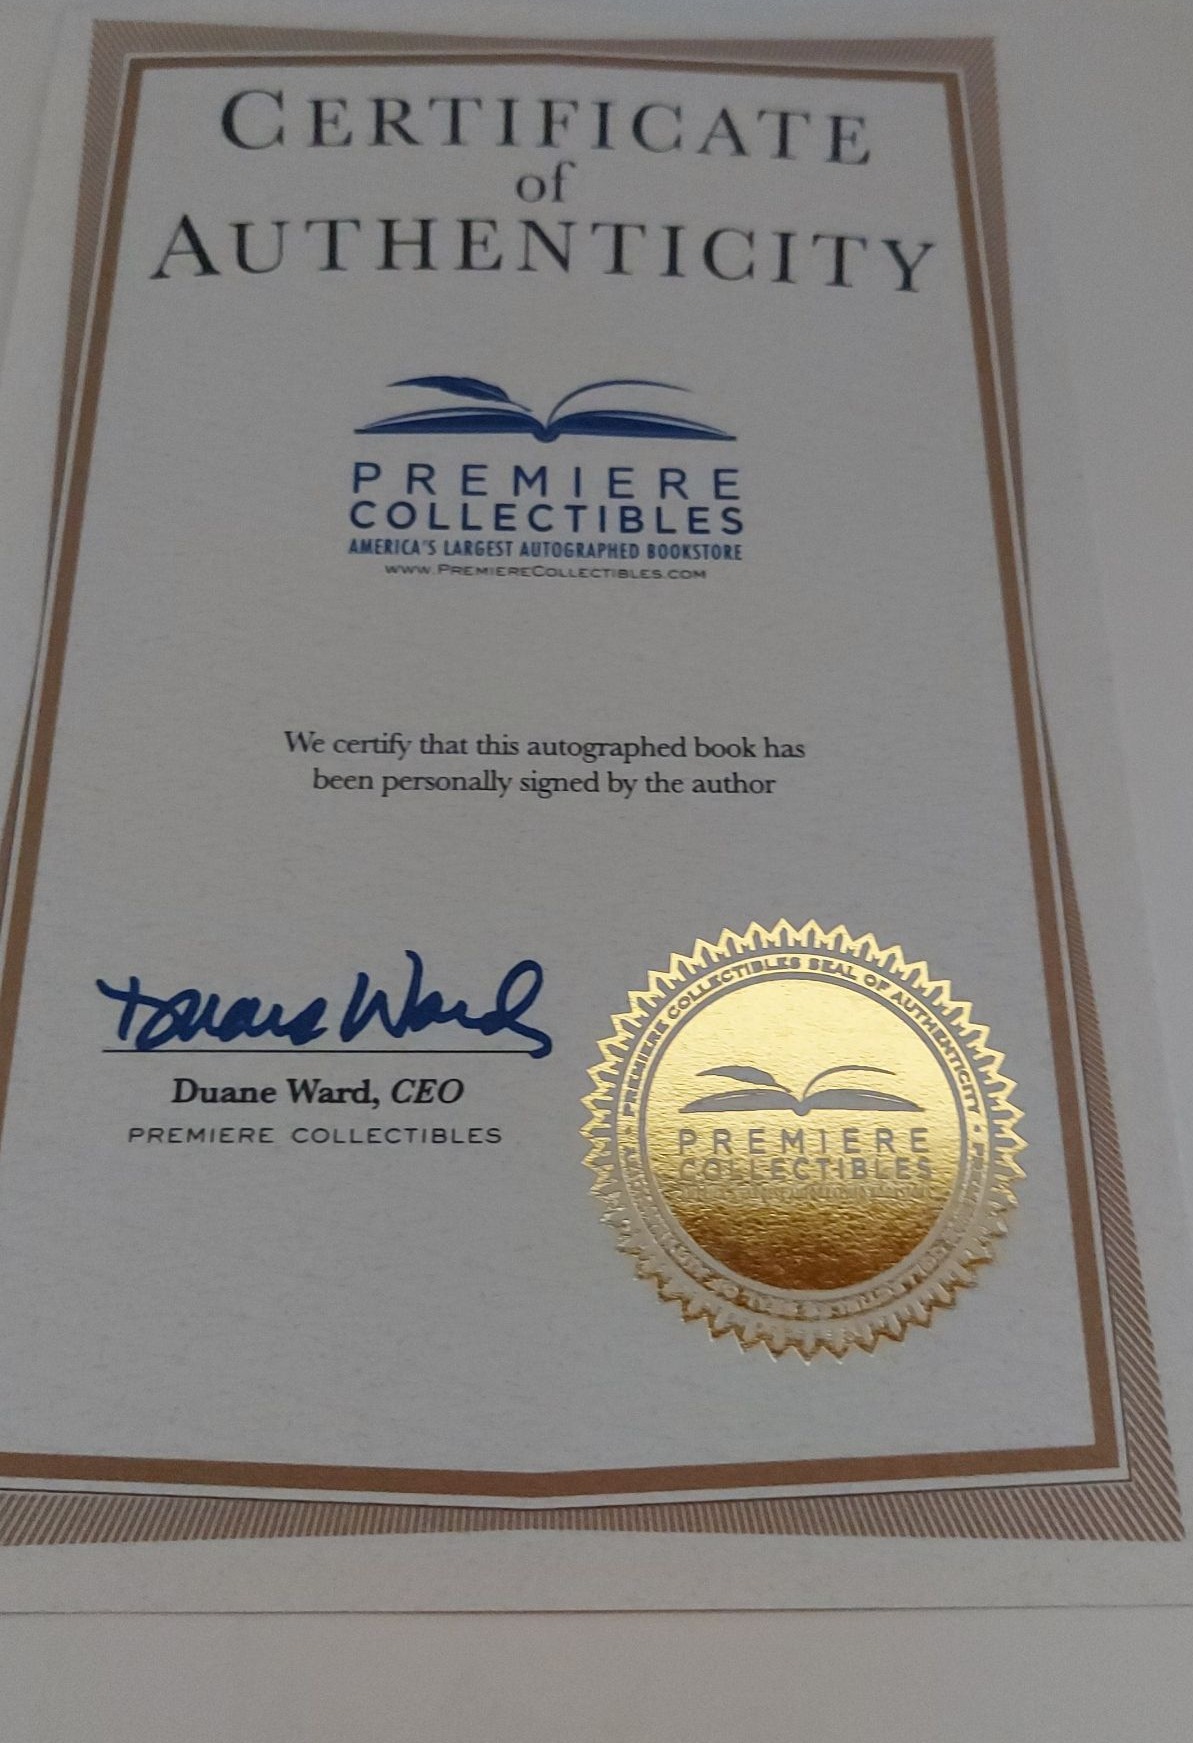 CERTIFICATE
of
AUTHENTICITY
PREMIERE
COLLECTIBLES
AMERICA'S LARGEST AUTOGRAPHED BOOKSTORE
WWW.PREMIERECOLLECTIBLES.COM
We certify that this autographed book has
been personally signed by the author
Duane Ward
Duane Ward, CEO
PREMIERE COLLECTIBLES
PREMIERE COLLECTIBLES SEAL OF AUTHENTICITY
PREMIERE
COLLECTIBLES